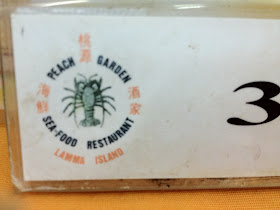 桃源
PEACH GARDEN
海鮮 酒家
SEA-FOOD RESTAURANT
LAMMA ISLAND
3